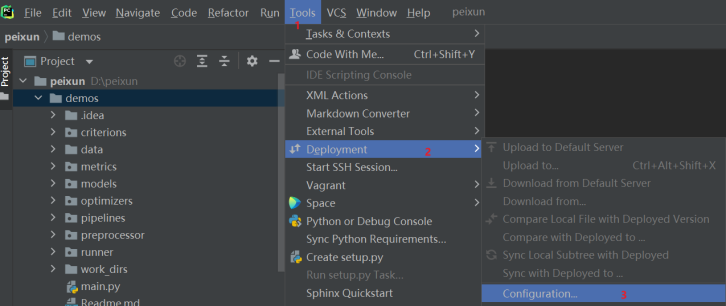 PC File Edit View Navigate Code Refactor Run Tools VCS Window Help peixun
1
peixun demos
Project
Project
peixun D:\peixun
demos
.idea
criterions
data
metrics
models
optimizers
pipelines
preprocessor
runner
work_dirs
main.py
Readme.md
Tasks & Contexts
Code With Me... Ctrl+Shift+Y
IDE Scripting Console
XML Actions
Markdown Converter
External Tools
Deployment 2
Start SSH Session...
Vagrant
Space
Python or Debug Console
Sync Python Requirements...
Create setup.py
Run setup.py Task...
Sphinx Quickstart
Upload to Default Server
Upload to... Ctrl+Alt+Shift+X
Download from Default Server
Download from...
Compare Local File with Deployed Version
Compare with Deployed to ...
Sync Local Subtree with Deployed
Sync with Deployed to ...
Configuration... 3